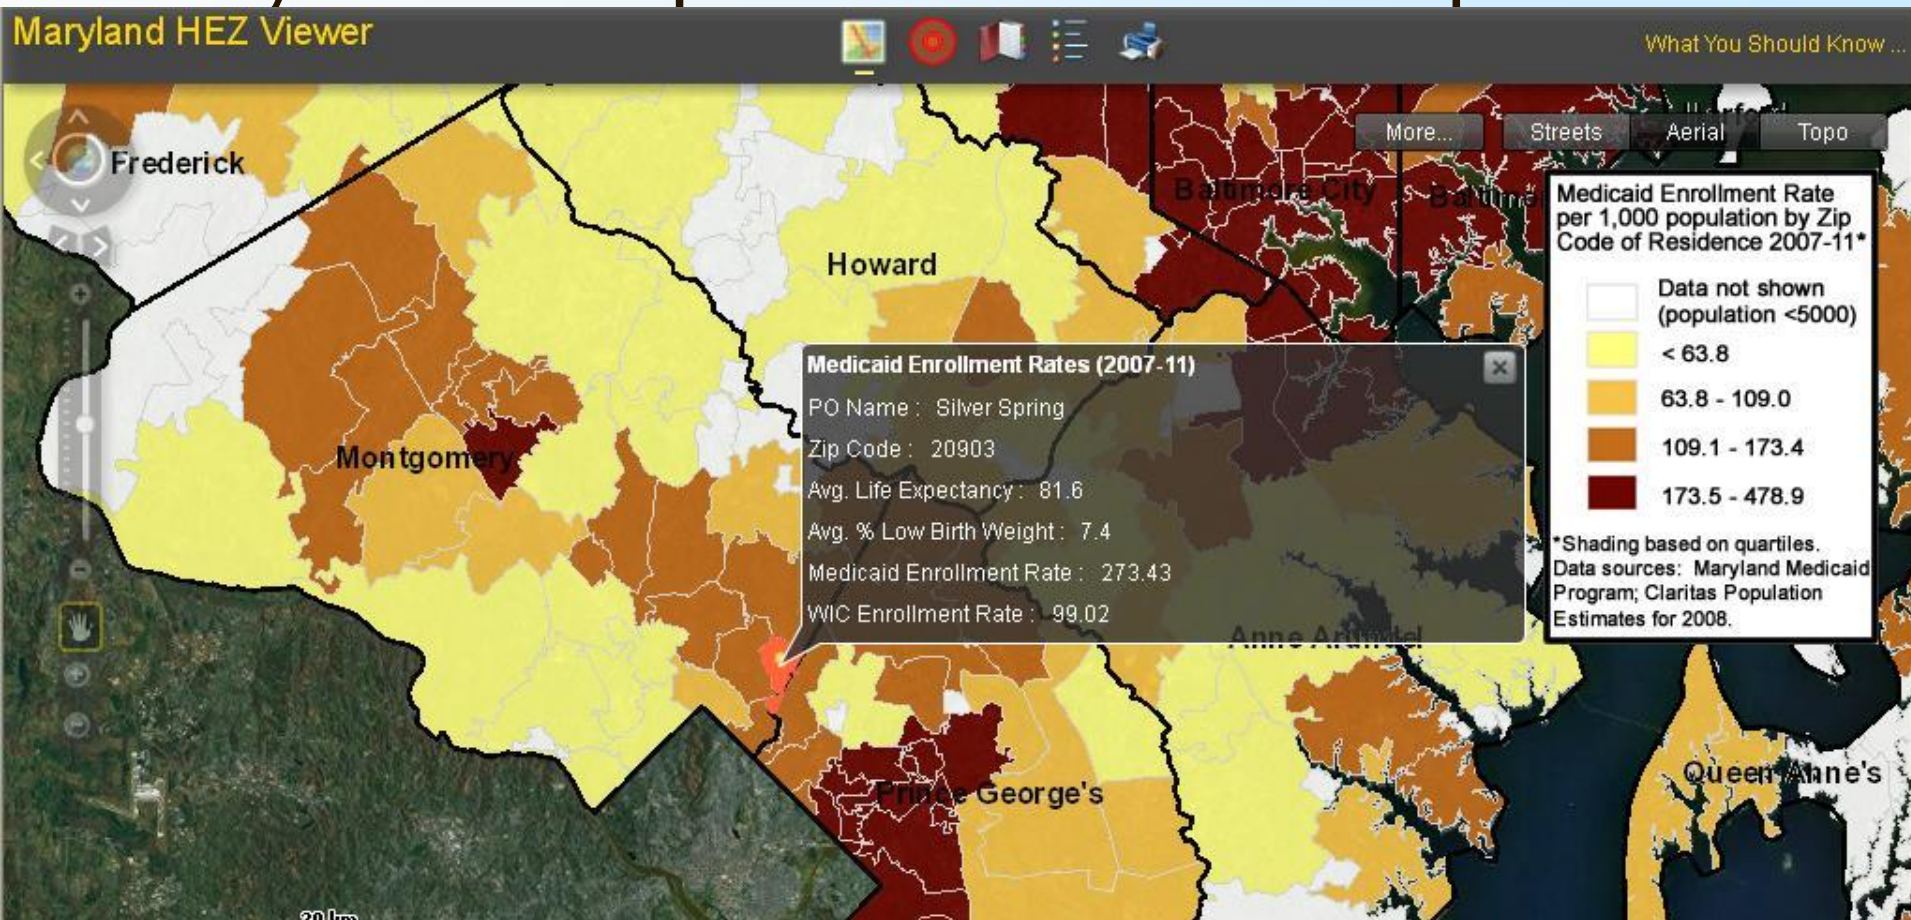 Maryland HEZ Viewer
What You Should Know ...
More...
Streets
Aerial
Topo
Frederick
Baltimore City
Howard
Montgomery
Anne Arundel
Prince George's
Queen Anne's
Medicaid Enrollment Rates (2007-11)
PO Name : Silver Spring
Zip Code : 20903
Avg. Life Expectancy : 81.6
Avg. % Low Birth Weight : 7.4
Medicaid Enrollment Rate : 273.43
WIC Enrollment Rate : 99.02
Medicaid Enrollment Rate
per 1,000 population by Zip
Code of Residence 2007-11*
Data not shown
(population <5000)
< 63.8
63.8 - 109.0
109.1 - 173.4
173.5 - 478.9
*Shading based on quartiles.
Data sources: Maryland Medicaid
Program; Claritas Population
Estimates for 2008.